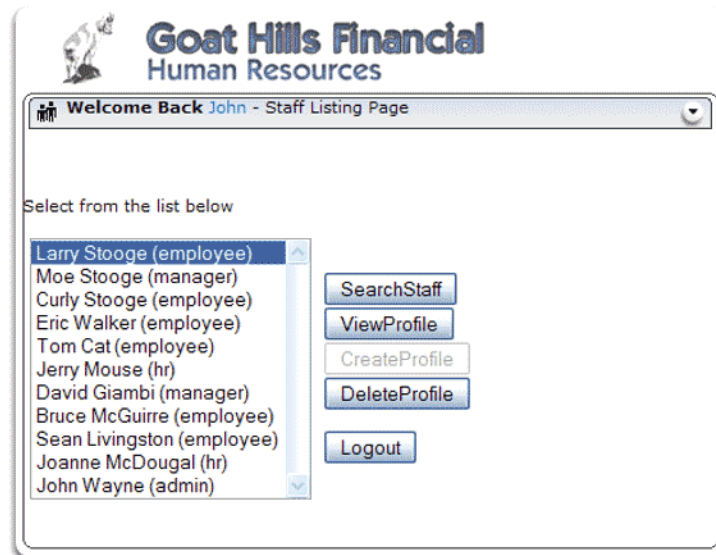 Goat Hills Financial
Human Resources
Welcome Back John - Staff Listing Page
Select from the list below
Larry Stooge (employee)
Moe Stooge (manager)
Curly Stooge (employee)
Eric Walker (employee)
Tom Cat (employee)
Jerry Mouse (hr)
David Giambi (manager)
Bruce McGuirre (employee)
Sean Livingston (employee)
Joanne McDougal (hr)
John Wayne (admin)
SearchStaff
ViewProfile
CreateProfile
DeleteProfile
Logout